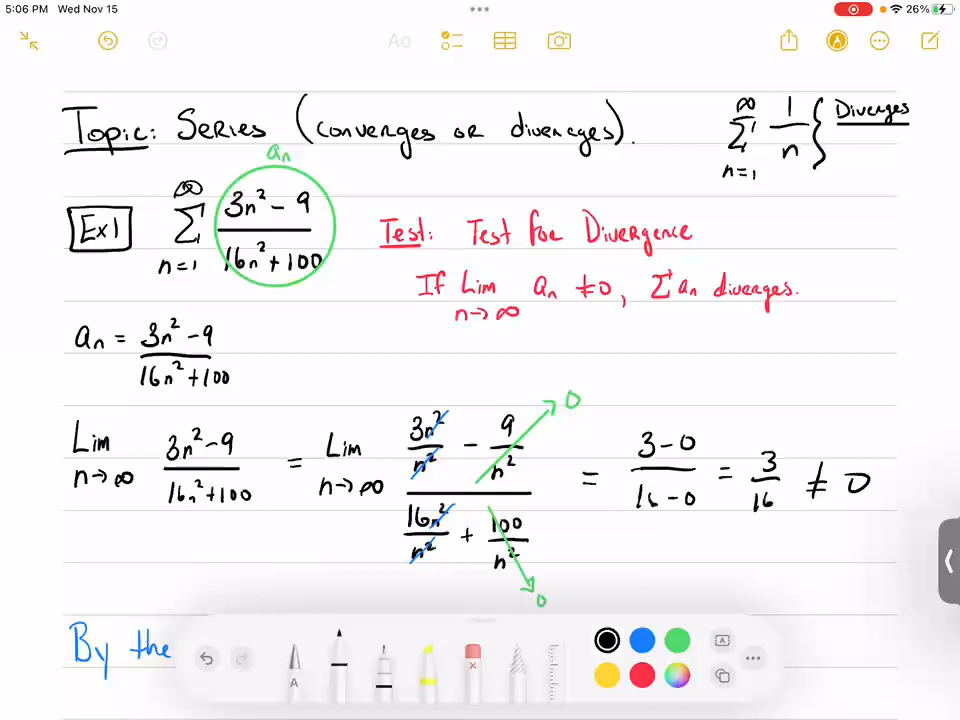 5:06 PM Wed Nov 15
26%
Aa
Topic: Series (converges or diverages).
∞ Σ n=1 1/n } Diverges
an
Ex1 ∞ Σ n=1 (3n² - 9)/(16n² + 100)
Test: Test for Divergence
If Lim n→∞ an ≠ 0, Σ an diverges.
an = (3n² - 9)/(16n² + 100)
Lim n→∞ (3n² - 9)/(16n² + 100) = Lim n→∞ (3n²/n² - 9/n²)/(16n²/n² + 100/n²) = (3 - 0)/(16 - 0) = 3/16 ≠ 0
0
0
By the
A
A